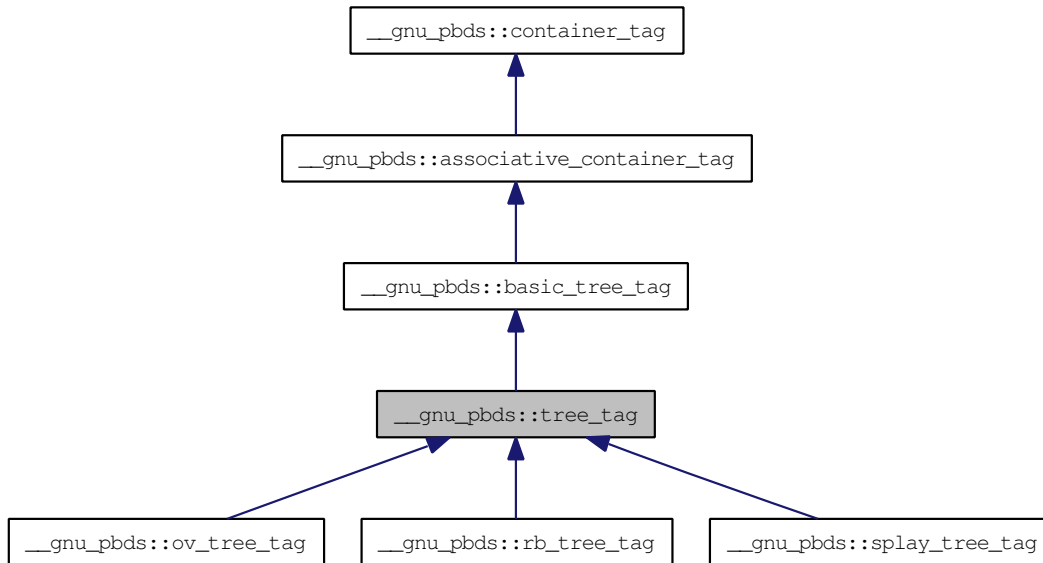 __gnu_pbds::container_tag
__gnu_pbds::associative_container_tag
__gnu_pbds::basic_tree_tag
__gnu_pbds::tree_tag
__gnu_pbds::ov_tree_tag
__gnu_pbds::rb_tree_tag
__gnu_pbds::splay_tree_tag